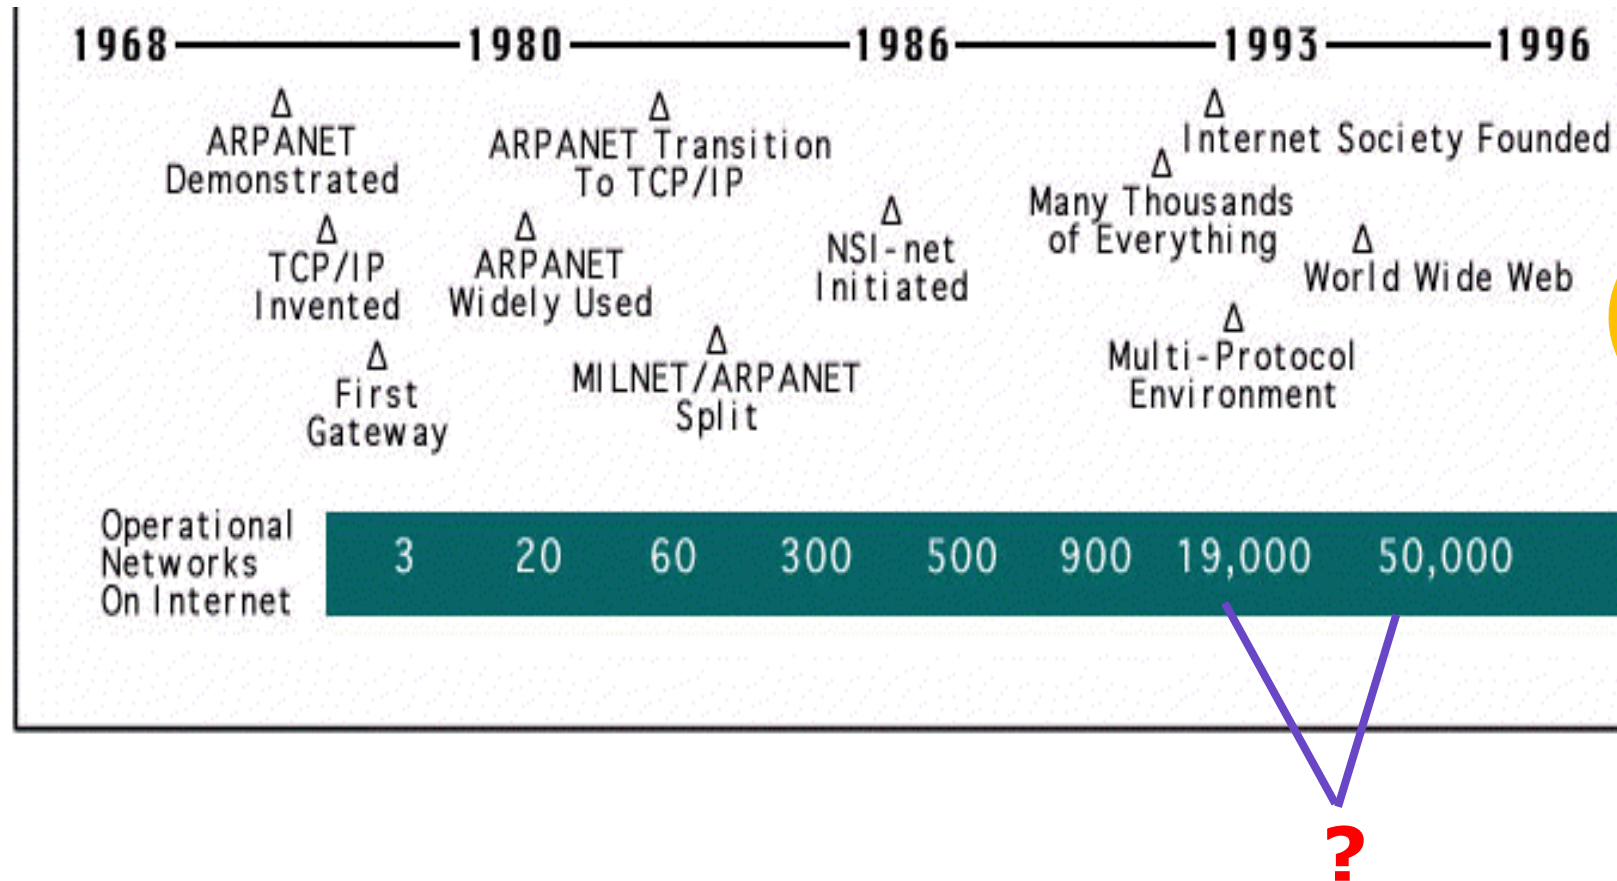 1968 1980 1986 1993 1996
ARPANET
Demonstrated
ARPANET Transition
To TCP/IP
Internet Society Founded
Many Thousands
of Everything
TCP/IP
Invented
ARPANET
Widely Used
NSI-net
Initiated
World Wide Web
First
Gateway
MILNET/ARPANET
Split
Multi-Protocol
Environment
Operational
Networks
On Internet
3 20 60 300 500 900 19,000 50,000
?